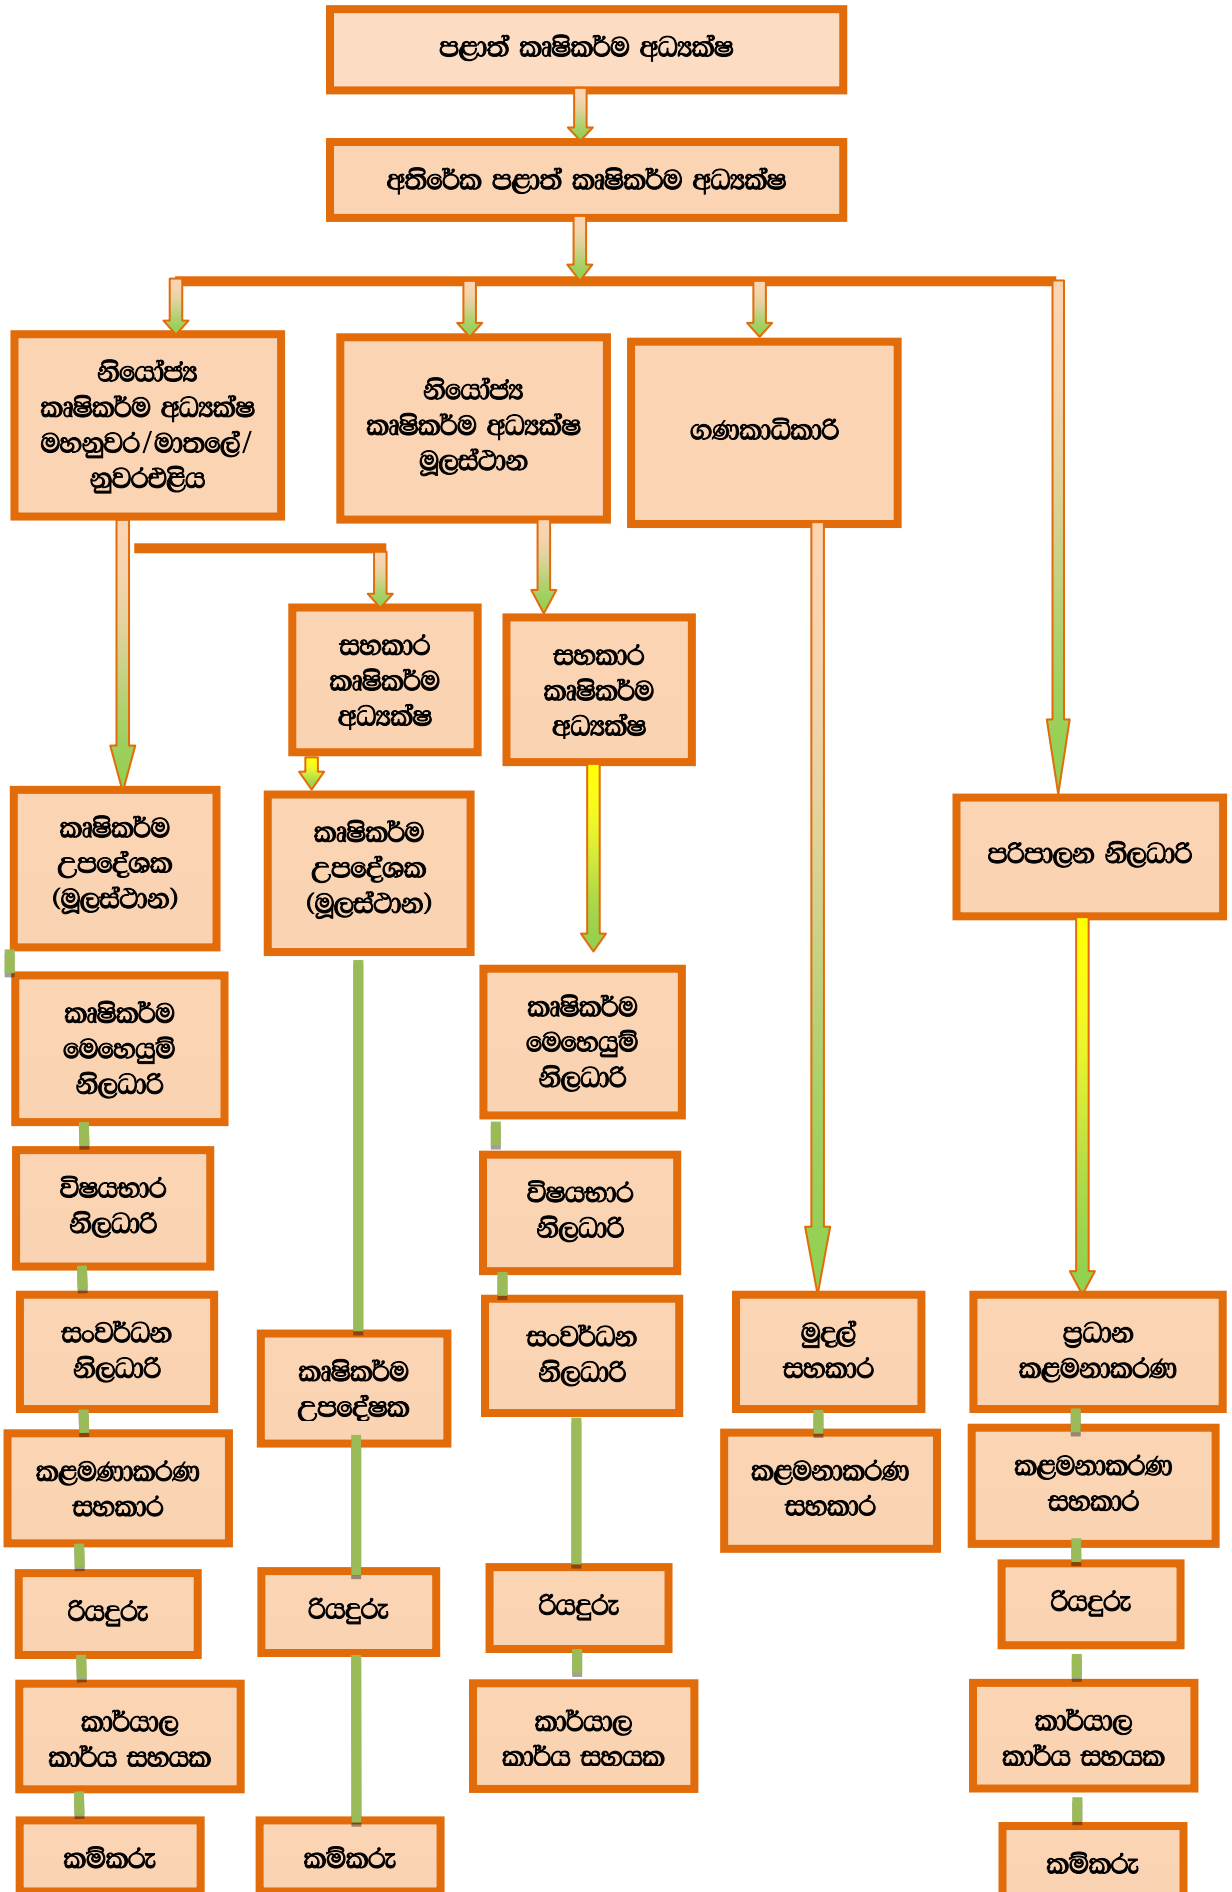 පළාත් කෘෂිකර්ම අධ්‍යක්ෂ
අතිරේක පළාත් කෘෂිකර්ම අධ්‍යක්ෂ
නියෝජ්‍ය
කෘෂිකර්ම අධ්‍යක්ෂ
මහනුවර/මාතලේ/
නුවරඑළිය
නියෝජ්‍ය
කෘෂිකර්ම අධ්‍යක්ෂ
මූලස්ථාන
ගණකාධිකාරි
සහකාර
කෘෂිකර්ම
අධ්‍යක්ෂ
සහකාර
කෘෂිකර්ම
අධ්‍යක්ෂ
කෘෂිකර්ම
උපදේශක
(මූලස්ථාන)
කෘෂිකර්ම
උපදේශක
(මූලස්ථාන)
පරිපාලන නිලධාරි
කෘෂිකර්ම
මෙහෙයුම්
නිලධාරි
කෘෂිකර්ම
මෙහෙයුම්
නිලධාරි
විෂයභාර
නිලධාරි
විෂයභාර
නිලධාරි
සංවර්ධන
නිලධාරි
කෘෂිකර්ම
උපදේෂක
සංවර්ධන
නිලධාරි
මුදල්
සහකාර
ප්‍රධාන
කළමනාකරණ
කළමණාකරණ
සහකාර
කළමනාකරණ
සහකාර
කළමනාකරණ
සහකාර
රියදුරු
රියදුරු
රියදුරු
රියදුරු
කාර්යාල
කාර්ය සහයක
කාර්යාල
කාර්ය සහයක
කාර්යාල
කාර්ය සහයක
කම්කරු
කම්කරු
කම්කරු